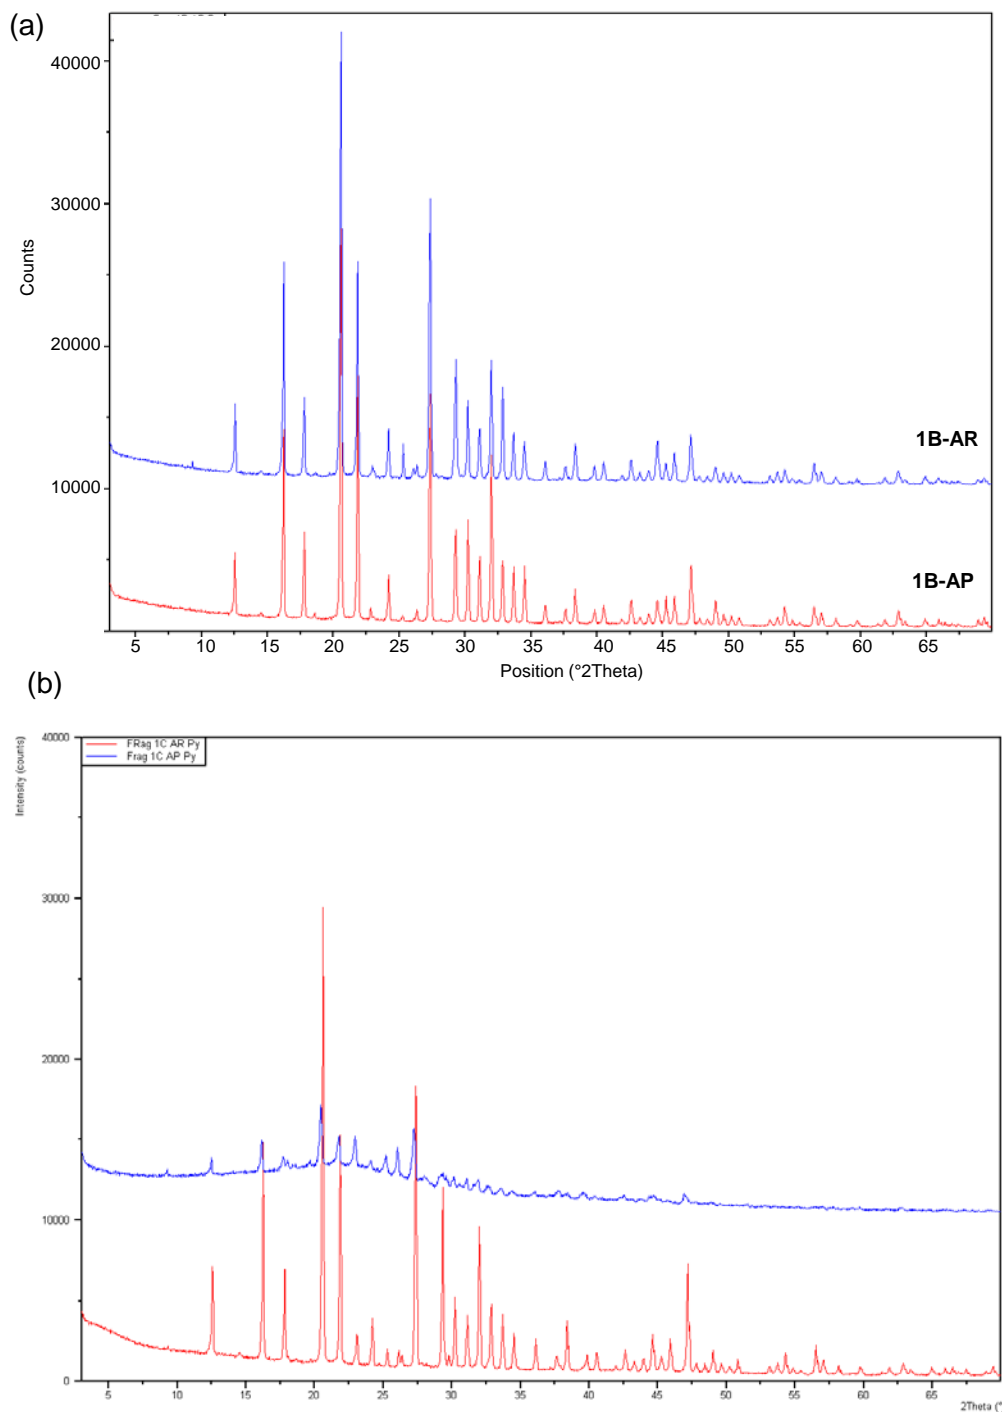 (a)
40000
30000
Counts
20000
1B-AR
10000
1B-AP
5 10 15 20 25 30 35 40 45 50 55 60 65
Position (°2Theta)
(b)
40000
FRag 1C AR Py
Frag 1C AP Py
Intensity (counts)
30000
20000
10000
0
5 10 15 20 25 30 35 40 45 50 55 60 65
2Theta (°